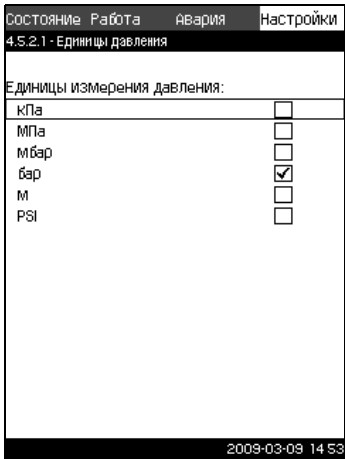 Состояние Работа Авария Настройки
4.5.2.1 - Единицы давления
Единицы измерения давления:
кПа
МПа
мбар
бар
м
PSI
2009-03-09 14:53